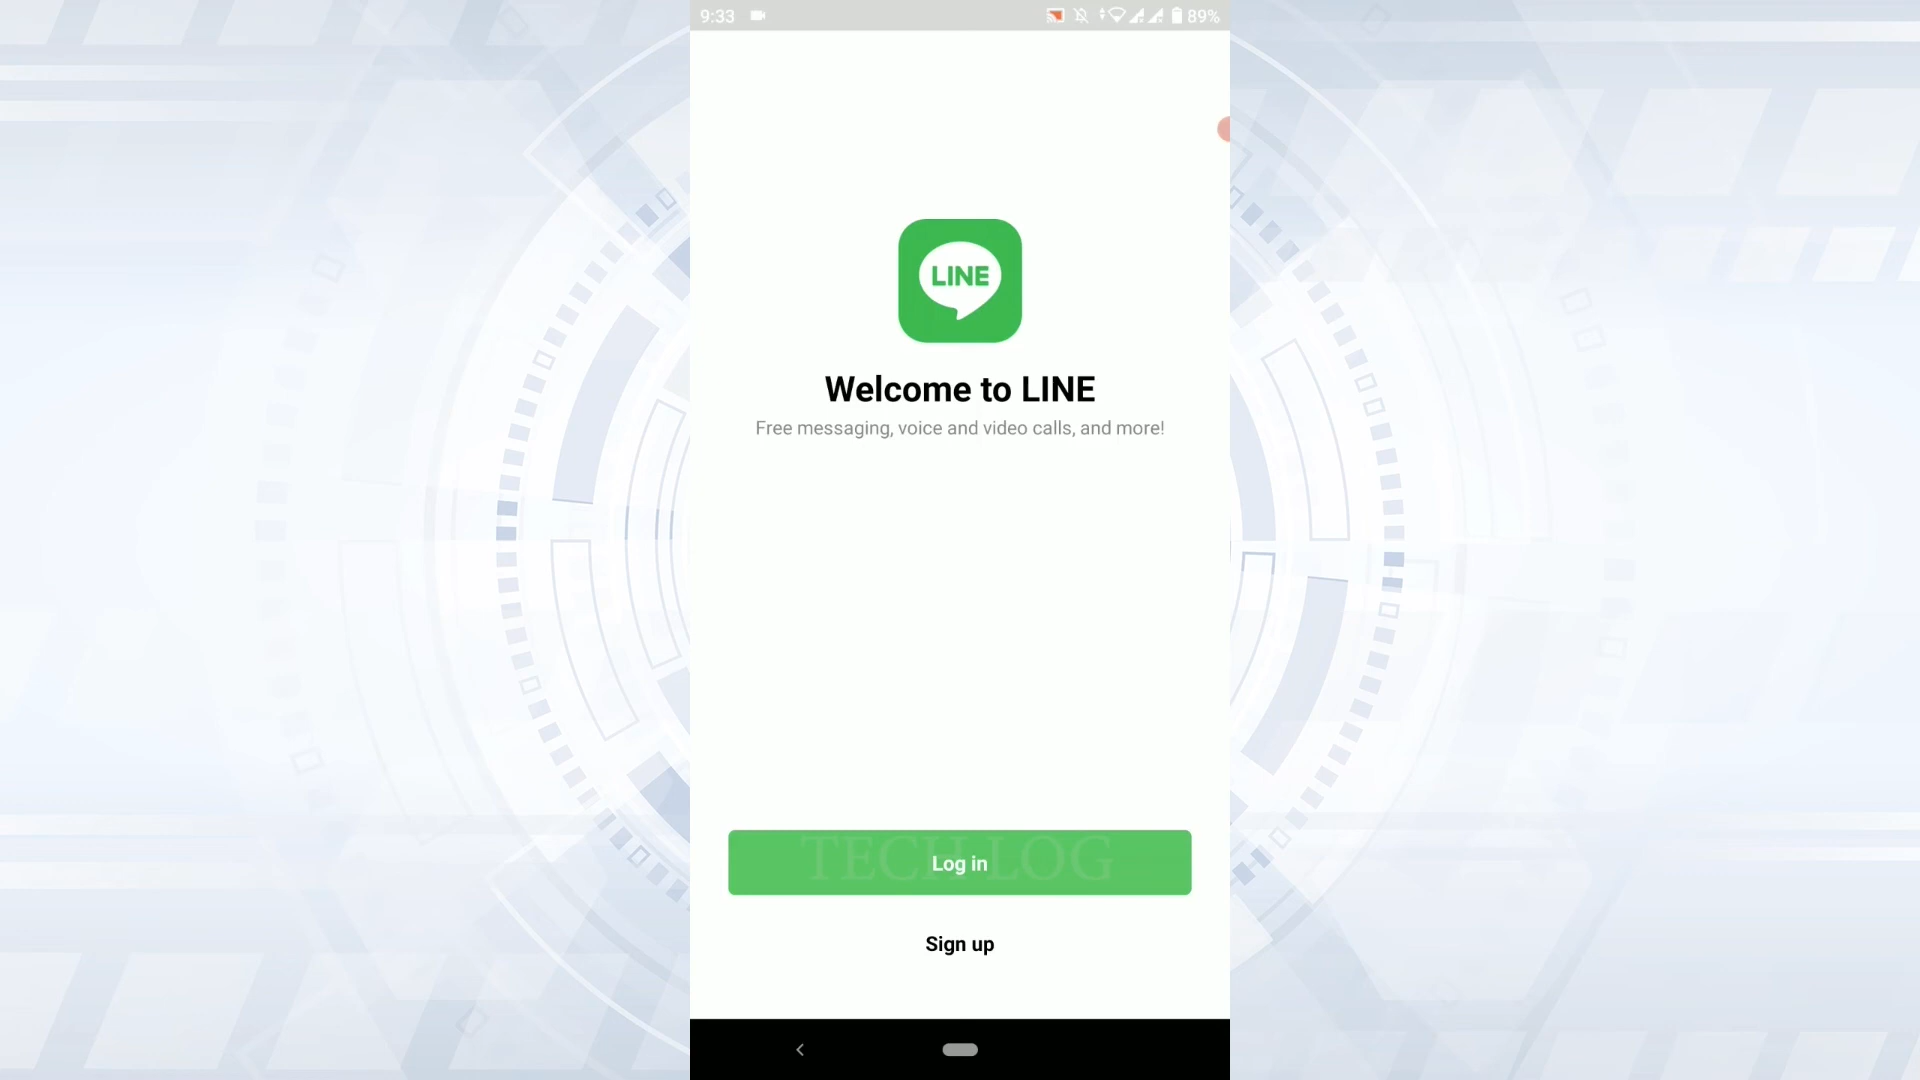 9:33
89%
LINE
Welcome to LINE
Free messaging, voice and video calls, and more!
TECH LOG
Log in
Sign up